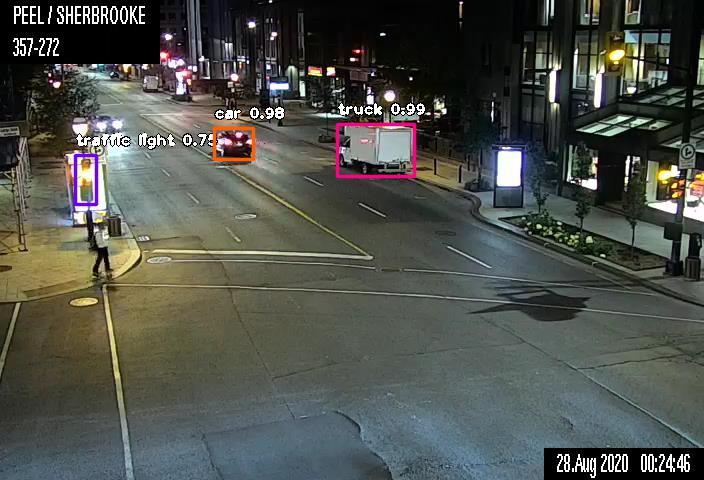 PEEL / SHERBROOKE
357-272
car 0.98
truck 0.99
traffic light 0.75
28.Aug 2020 00:24:46